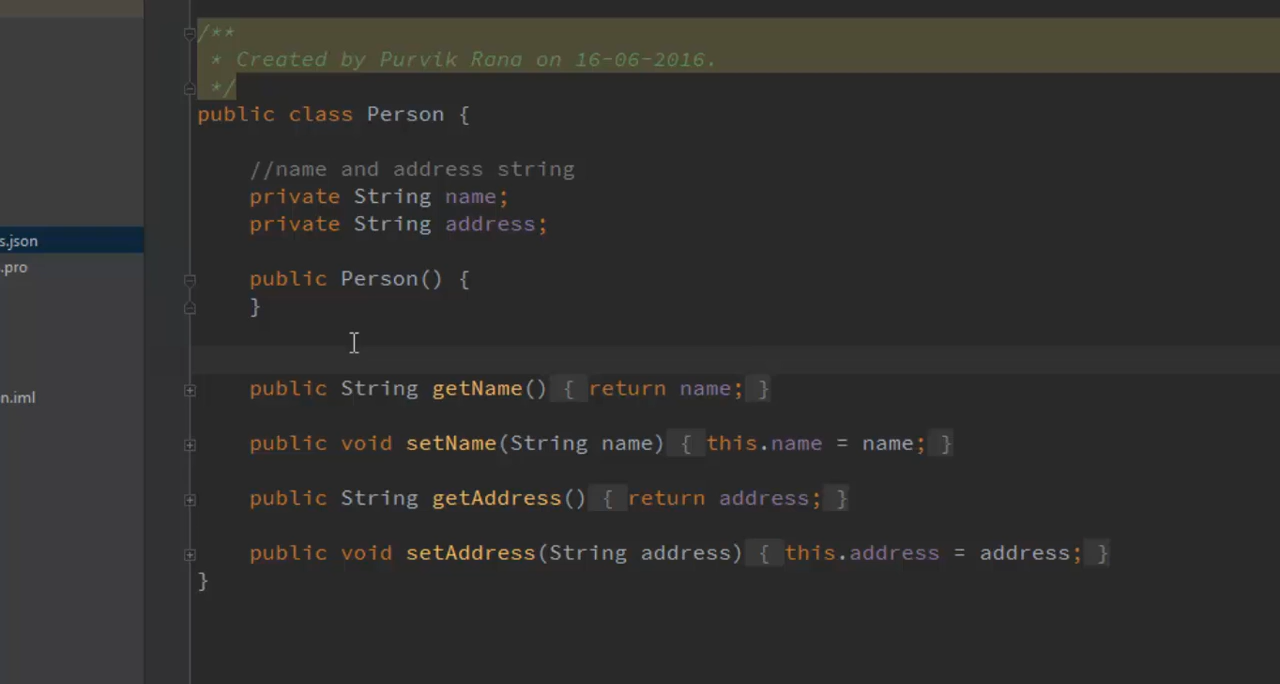 /**
* Created by Purvik Rana on 16-06-2016.
*/
public class Person {
//name and address string
private String name;
private String address;
s.json
.pro
public Person() {
}
public String getName() { return name; }
n.iml
public void setName(String name) { this.name = name; }
public String getAddress() { return address; }
public void setAddress(String address) { this.address = address; }
}